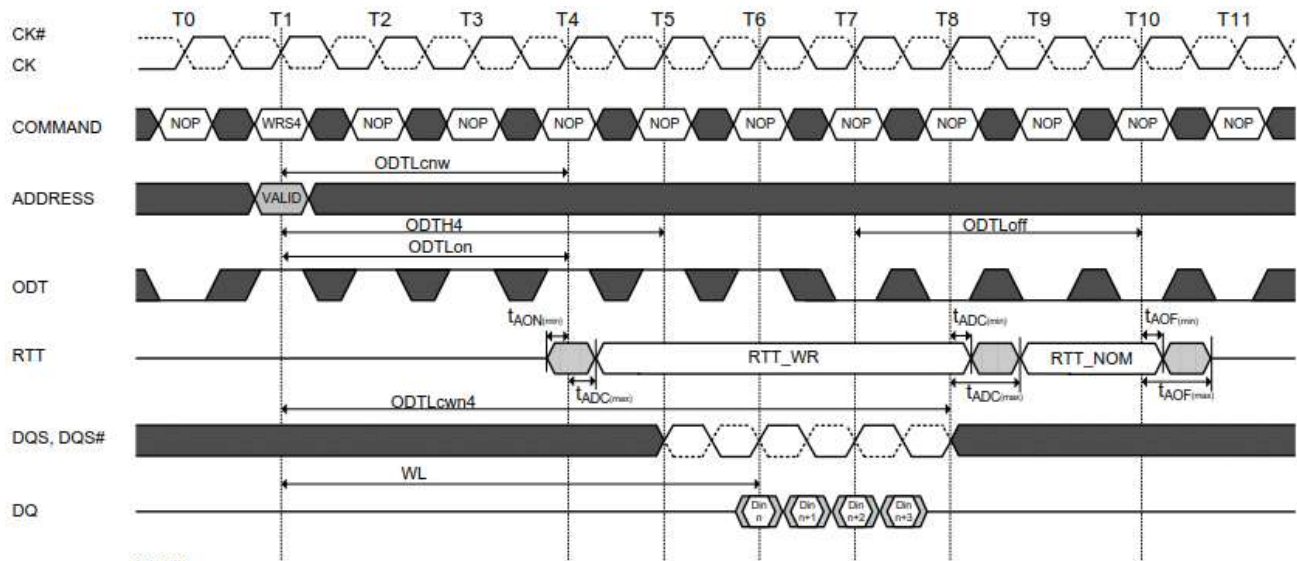 T0 T1 T2 T3 T4 T5 T6 T7 T8 T9 T10 T11
CK#
CK
COMMAND NOP WRS4 NOP NOP NOP NOP NOP NOP NOP NOP NOP NOP
ODTLcnw
ADDRESS VALID
ODTH4 ODTLoff
ODTLon
ODT
tAON(min) tADC(min) tAOF(min)
RTT RTT_WR RTT_NOM
tADC(max) tADC(max) tAOF(max)
ODTLcwn4
DQS, DQS#
WL
DQ Din n Din n+1 Din n+2 Din n+3